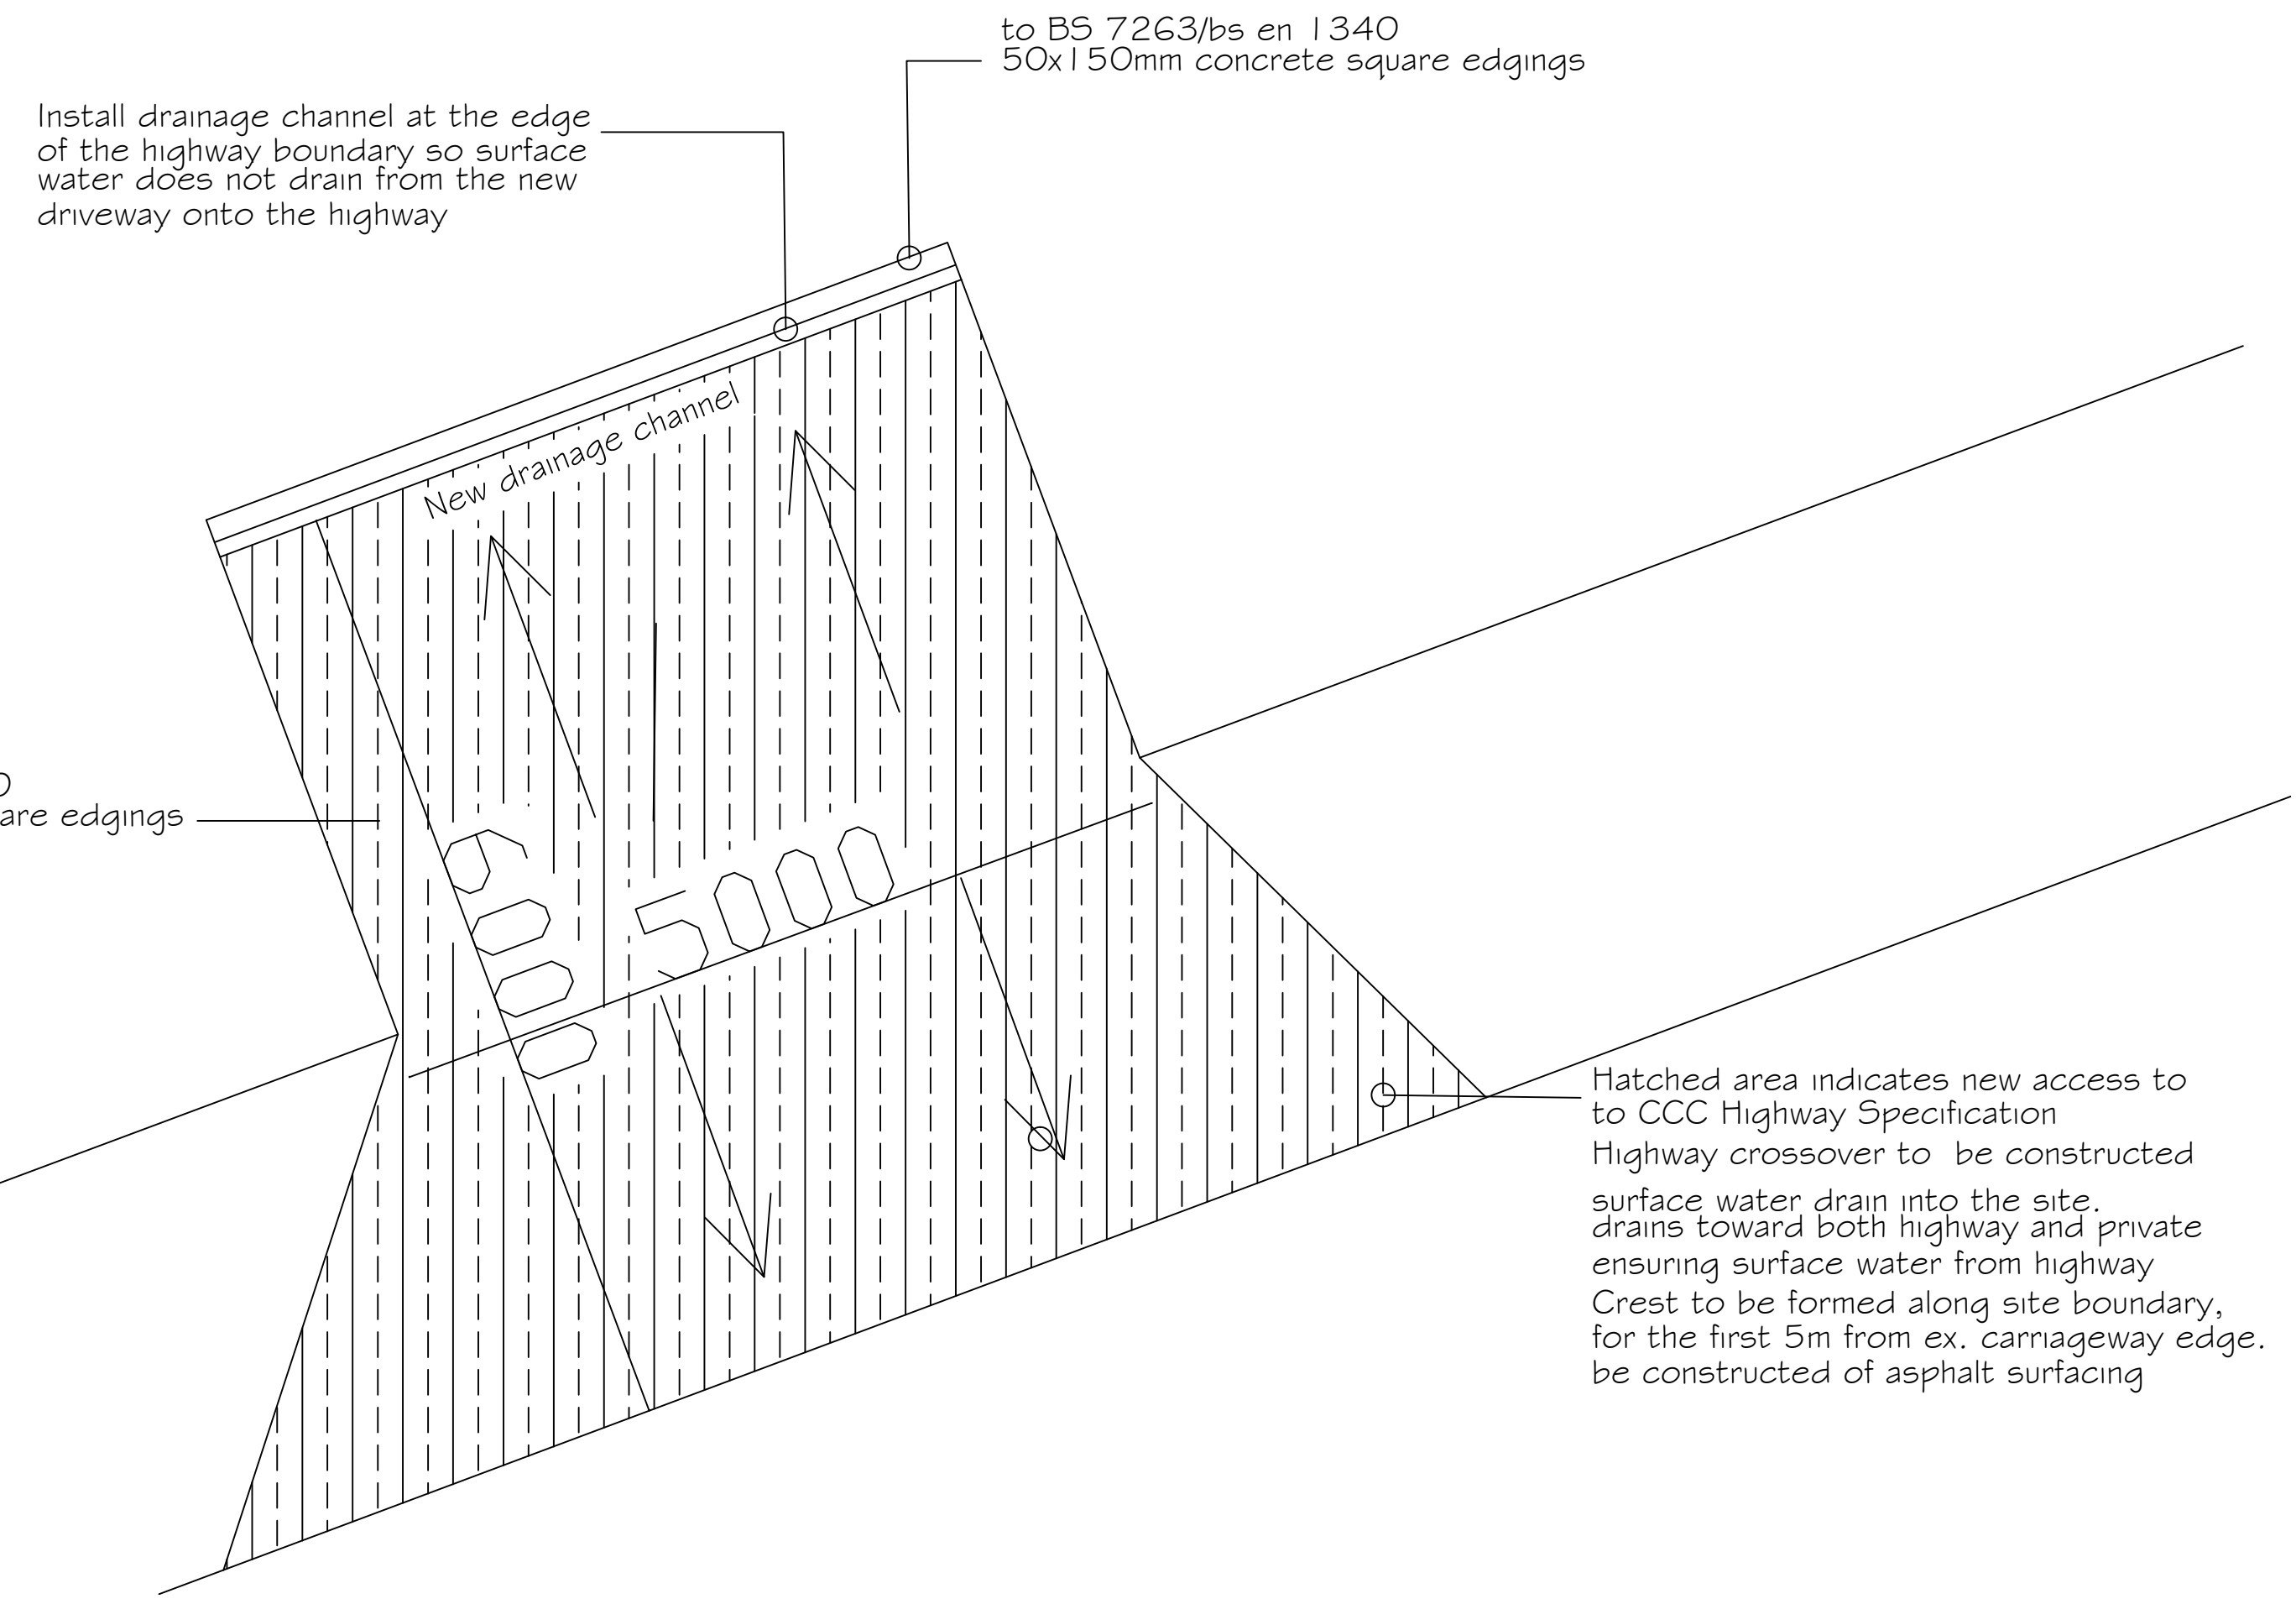 to BS 7263/bs en 1340
50x150mm concrete square edgings
Install drainage channel at the edge
of the highway boundary so surface
water does not drain from the new
driveway onto the highway
New drainage channel
0
are edgings
6000
5000
Hatched area indicates new access to
to CCC Highway Specification
Highway crossover to be constructed
surface water drain into the site.
drains toward both highway and private
ensuring surface water from highway
Crest to be formed along site boundary,
for the first 5m from ex. carriageway edge.
be constructed of asphalt surfacing